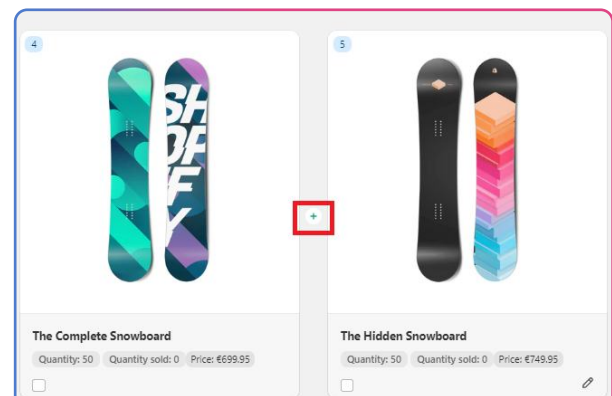 4
5
SH
OP
IF
Y
+
The Complete Snowboard
The Hidden Snowboard
Quantity: 50 Quantity sold: 0 Price: €699.95
Quantity: 50 Quantity sold: 0 Price: €749.95